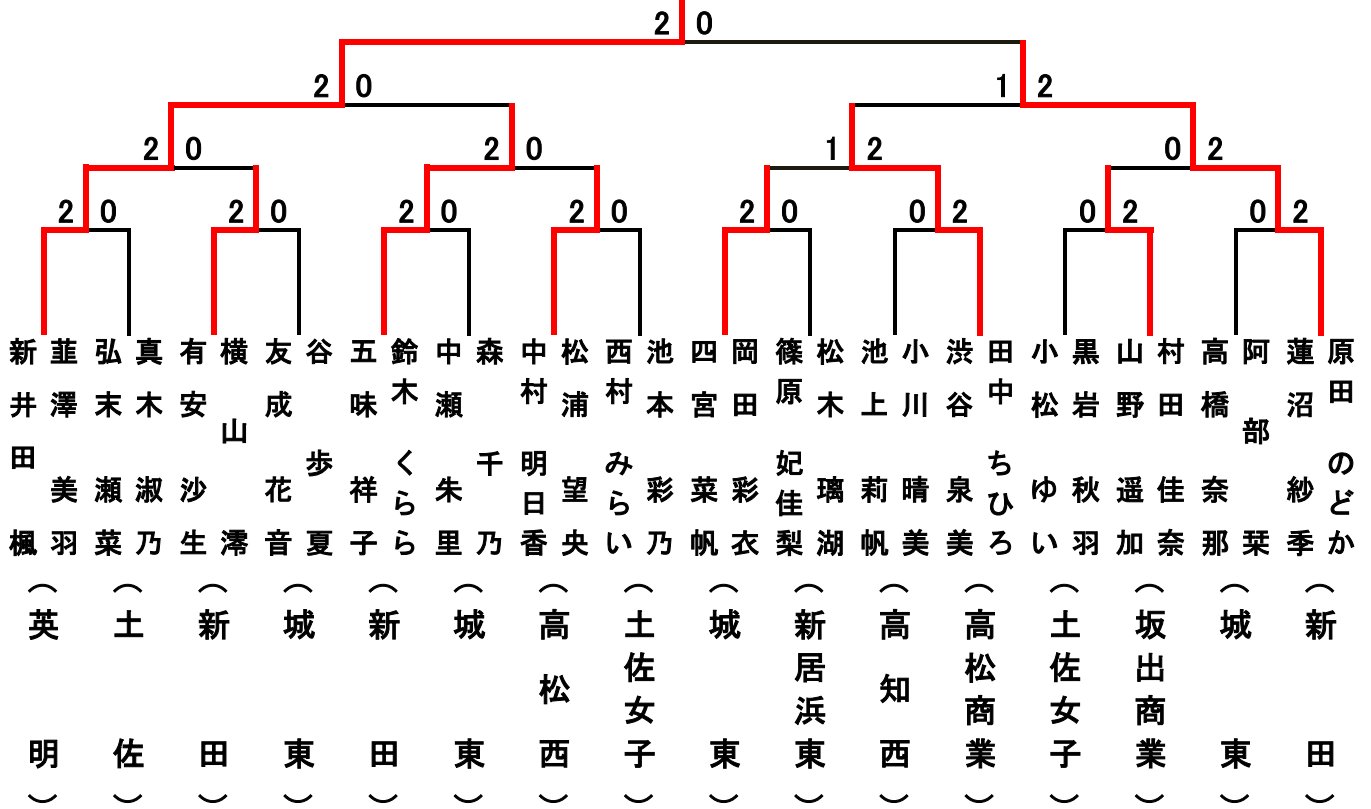 2 0
2 0
1 2
2 0
2 0
1 2
0 2
2 0
2 0
2 0
2 0
2 0
0 2
0 2
0 2
新井田 楓
韮澤 美羽
（英明）
弘末 瀬菜
真木 淑乃
（土佐）
有安 沙生
横山 澪
（新田）
友成 花音
谷 歩夏
（城東）
五味 祥子
鈴木 くらら
（新田）
中瀬 朱里
森 千乃
（城東）
中村 明日香
松浦 望央
（高松西）
西村 みらい
池本 彩乃
（土佐女子）
四宮 菜帆
岡田 彩衣
（城東）
篠原 妃佳梨
松木 璃湖
（新居浜東）
池上 莉帆
小川 晴美
（高知西）
渋谷 泉美
田中 ちひろ
（高松商業）
小松 ゆい
黒岩 秋羽
（土佐女子）
山野 遥加
村田 佳奈
（坂出商業）
高橋 奈那
阿部 栞
（城東）
蓮沼 紗季
原田 のどか
（新田）